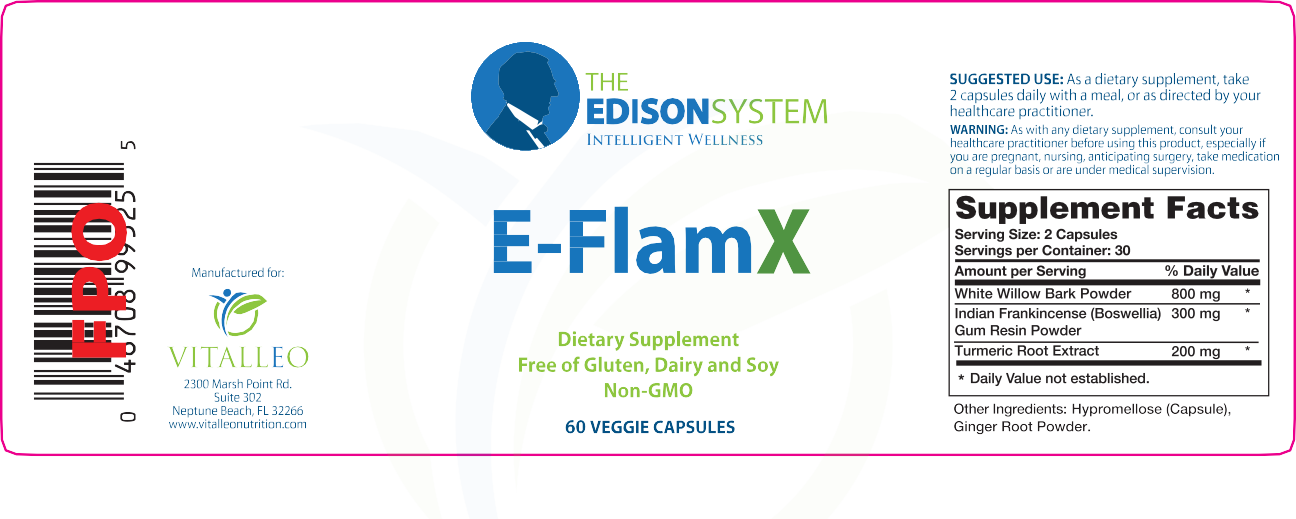 5
0 46708 99525
FPO
Manufactured for:
VITALLEO
2300 Marsh Point Rd.
Suite 302
Neptune Beach, FL 32266
www.vitalleonutrition.com
THE
EDISONSYSTEM
INTELLIGENT WELLNESS
E-FlamX
Dietary Supplement
Free of Gluten, Dairy and Soy
Non-GMO
60 VEGGIE CAPSULES
SUGGESTED USE: As a dietary supplement, take
2 capsules daily with a meal, or as directed by your
healthcare practitioner.
WARNING: As with any dietary supplement, consult your
healthcare practitioner before using this product, especially if
you are pregnant, nursing, anticipating surgery, take medication
on a regular basis or are under medical supervision.
Supplement Facts
Serving Size: 2 Capsules
Servings per Container: 30
Amount per Serving % Daily Value
White Willow Bark Powder 800 mg *
Indian Frankincense (Boswellia) 300 mg *
Gum Resin Powder
Turmeric Root Extract 200 mg *
* Daily Value not established.
Other Ingredients: Hypromellose (Capsule),
Ginger Root Powder.